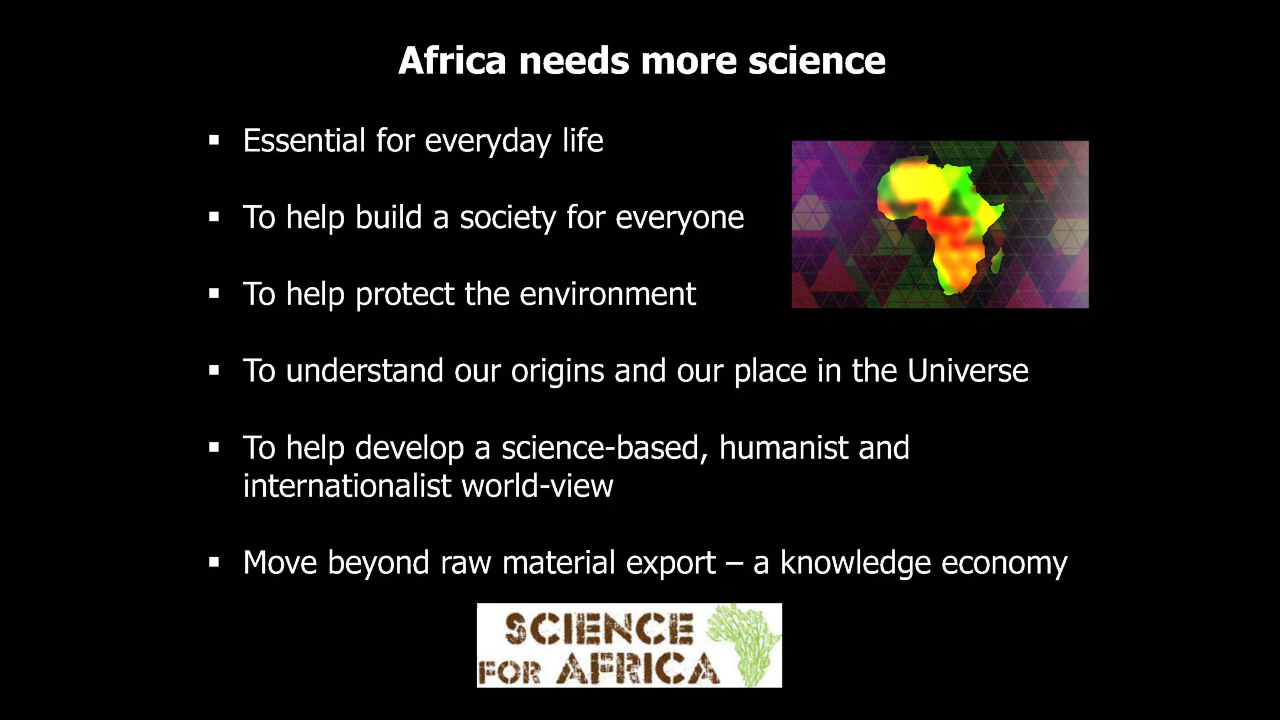 Africa needs more science
▪ Essential for everyday life
▪ To help build a society for everyone
▪ To help protect the environment
▪ To understand our origins and our place in the Universe
▪ To help develop a science-based, humanist and
internationalist world-view
▪ Move beyond raw material export – a knowledge economy
SCIENCE
FOR AFRICA